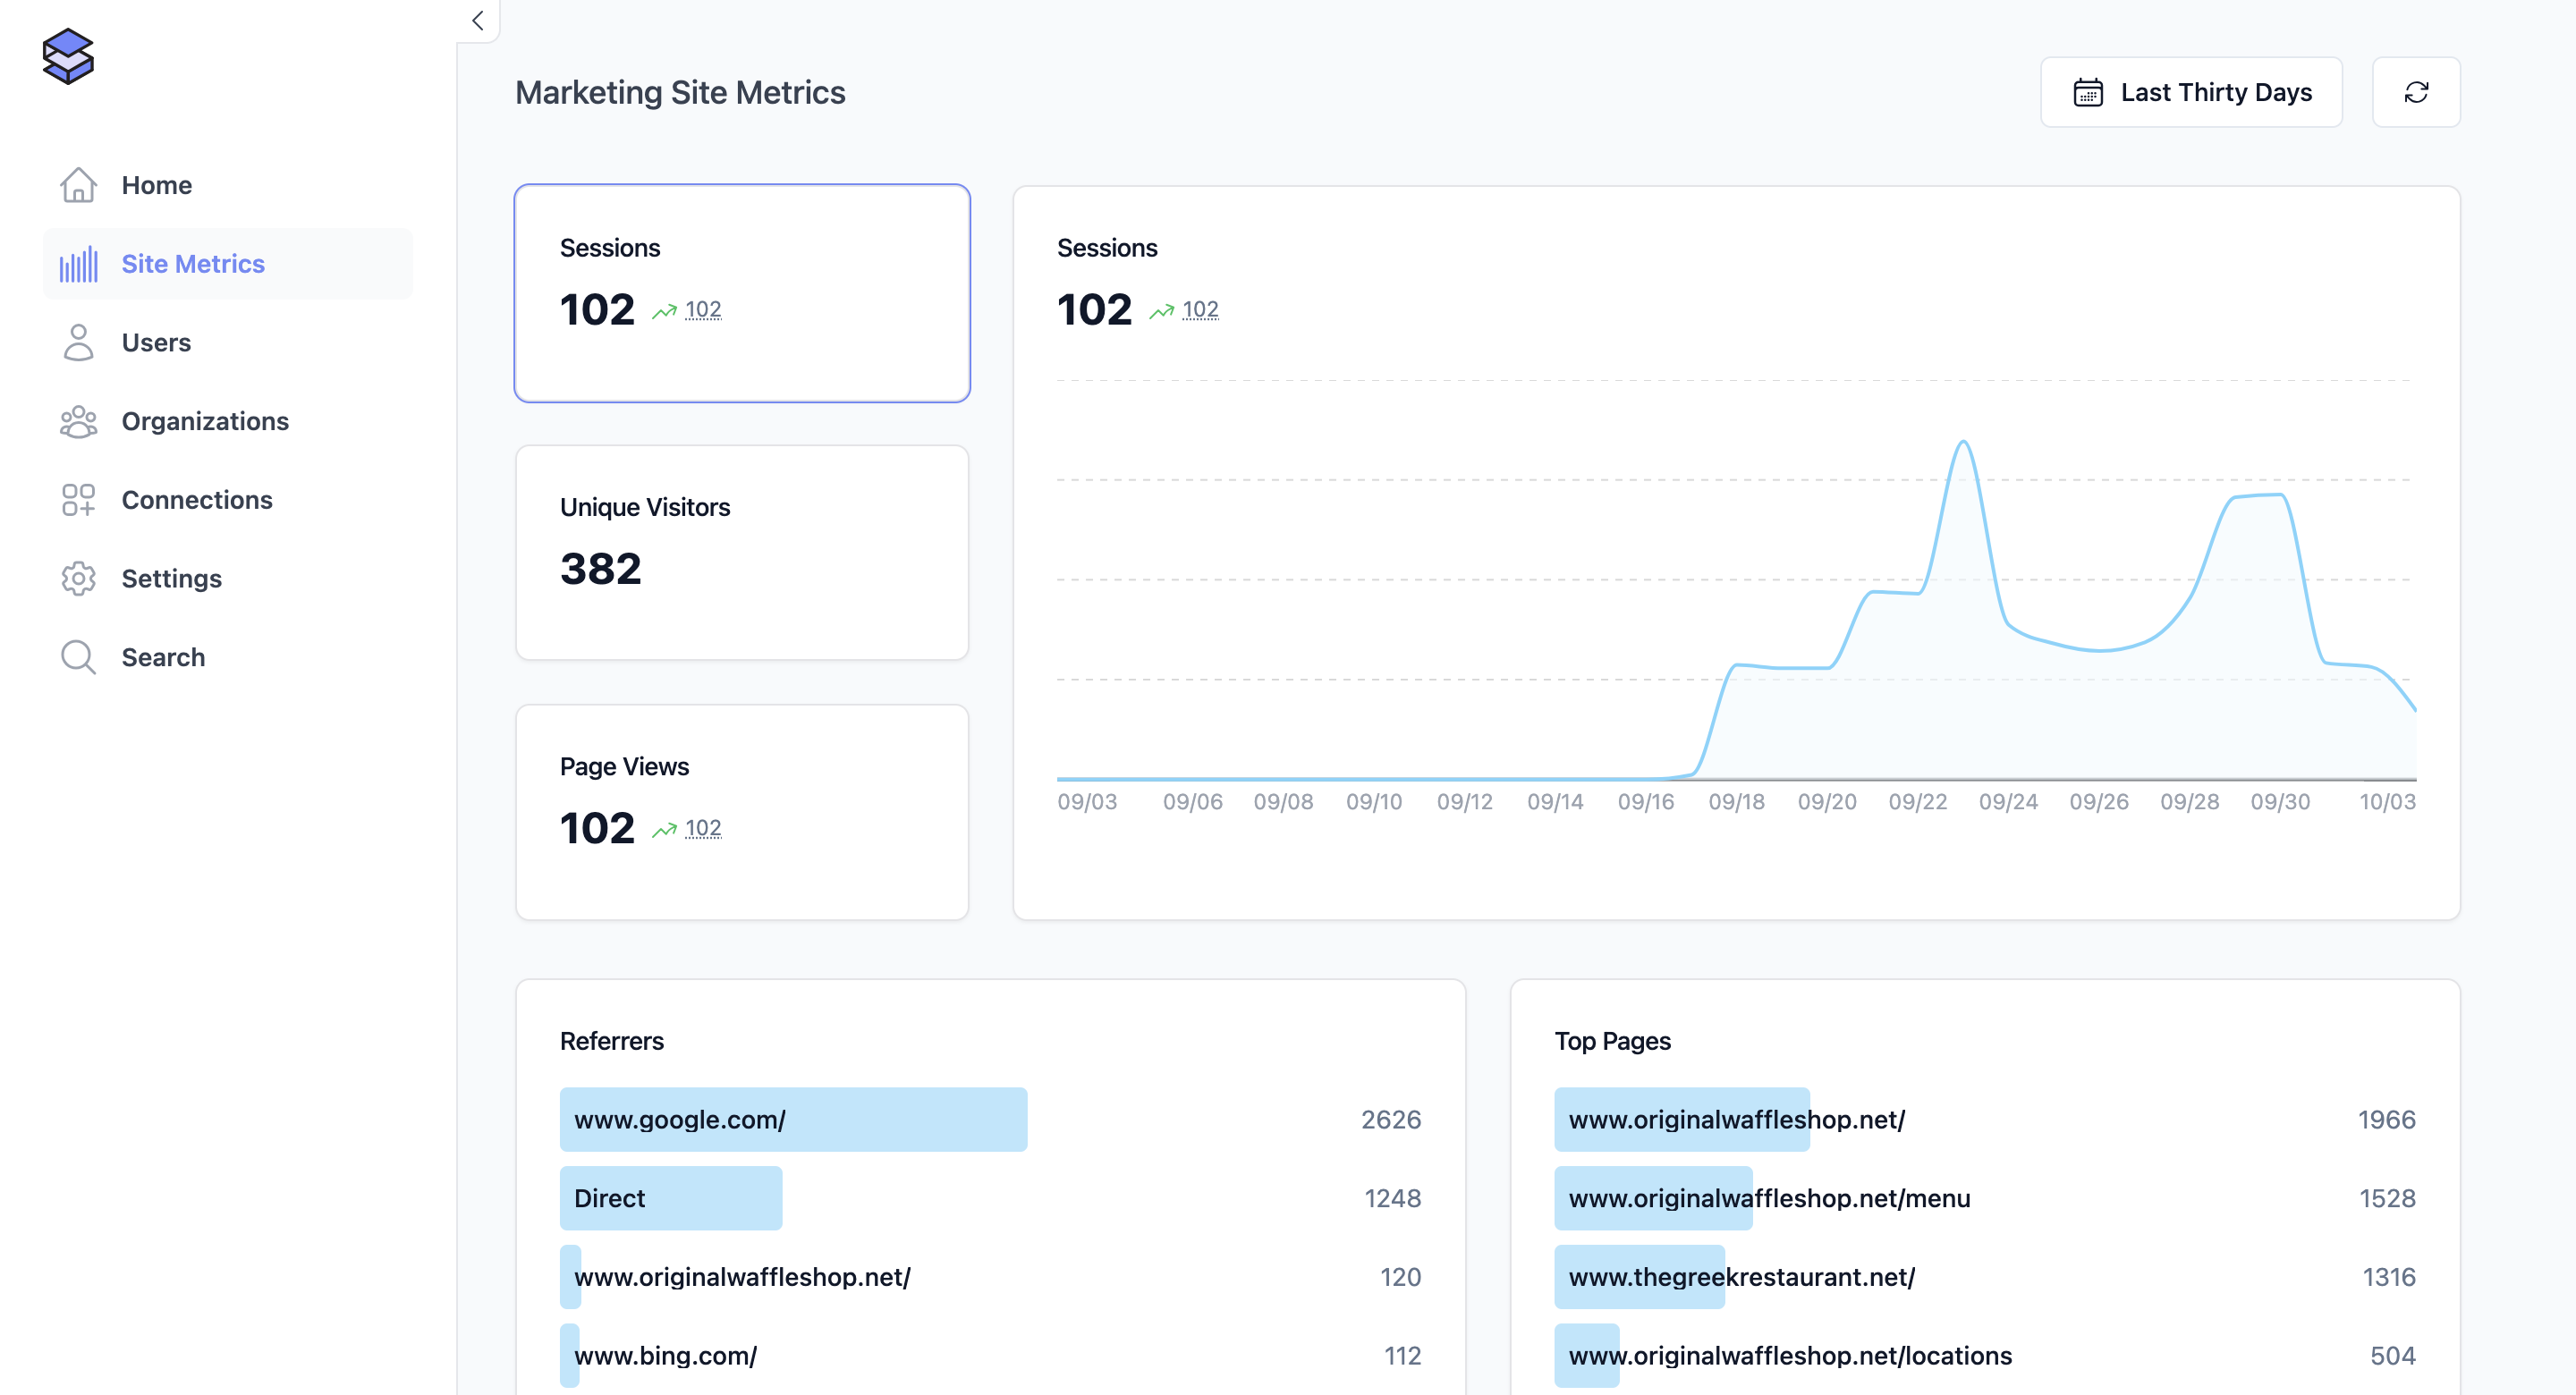 Marketing Site Metrics
Last Thirty Days
Home
Site Metrics
Users
Organizations
Connections
Settings
Search
Sessions
102 102
Unique Visitors
382
Page Views
102 102
Sessions
102 102
09/03 09/06 09/08 09/10 09/12 09/14 09/16 09/18 09/20 09/22 09/24 09/26 09/28 09/30 10/03
Referrers
www.google.com/ 2626
Direct 1248
www.originalwaffleshop.net/ 120
www.bing.com/ 112
Top Pages
www.originalwaffleshop.net/ 1966
www.originalwaffleshop.net/menu 1528
www.thegreekrestaurant.net/ 1316
www.originalwaffleshop.net/locations 504